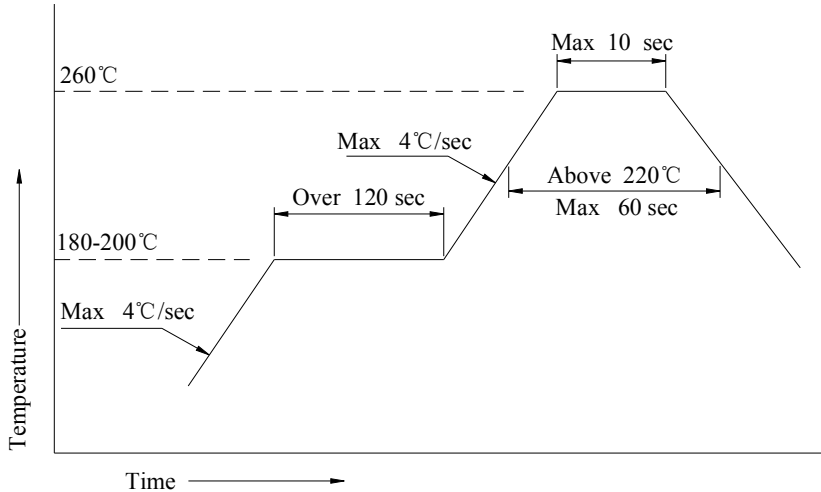 Max 10 sec
260℃
Max 4℃/sec
Above 220℃
Max 60 sec
Over 120 sec
180-200℃
Max 4℃/sec
Temperature
Time